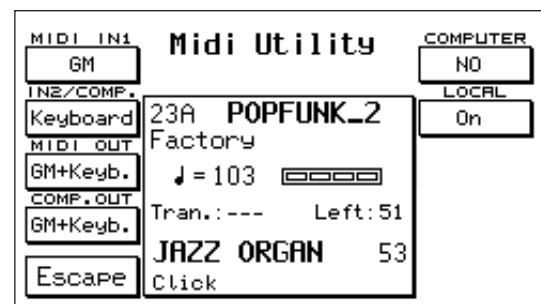 Midi Utility
MIDI IN1
GM
IN2/COMP.
Keyboard
MIDI OUT
GM+Keyb.
COMP.OUT
GM+Keyb.
Escape
23A POPFUNK_2
Factory
♩=103
Tran.:--- Left:51
JAZZ ORGAN 53
Click
COMPUTER
NO
LOCAL
On